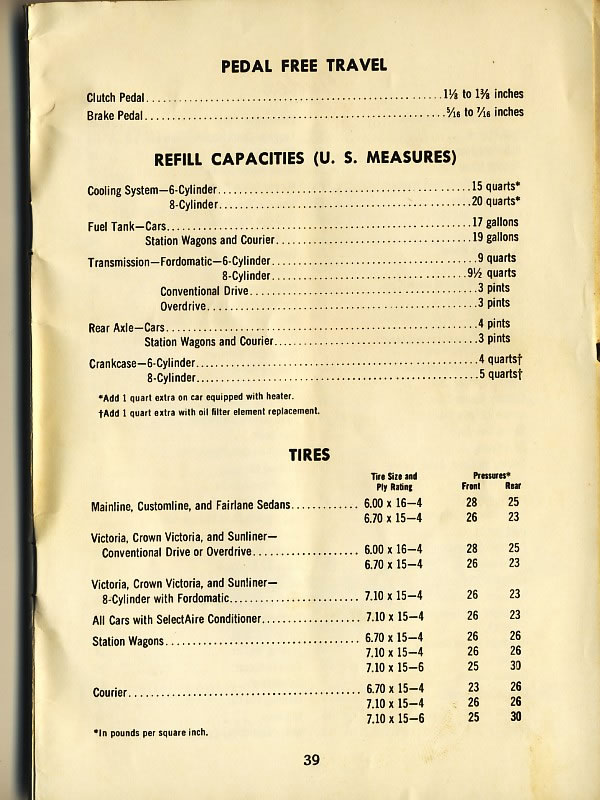 PEDAL FREE TRAVEL
Clutch Pedal........................................................1⅛ to 1⅜ inches
Brake Pedal........................................................5/16 to 7/16 inches
REFILL CAPACITIES (U. S. MEASURES)
Cooling System—6-Cylinder................................................15 quarts*
8-Cylinder................................................20 quarts*
Fuel Tank—Cars................................................17 gallons
Station Wagons and Courier....................................19 gallons
Transmission—Fordomatic—6-Cylinder....................................9 quarts
8-Cylinder....................................9½ quarts
Conventional Drive....................................3 pints
Overdrive....................................3 pints
Rear Axle—Cars................................................4 pints
Station Wagons and Courier....................................3 pints
Crankcase—6-Cylinder................................................4 quarts†
8-Cylinder................................................5 quarts†
*Add 1 quart extra on car equipped with heater.
†Add 1 quart extra with oil filter element replacement.
TIRES
Tire Size and Pressures*
Ply Rating Front Rear
Mainline, Customline, and Fairlane Sedans............. 6.00 x 16—4 28 25
6.70 x 15—4 26 23
Victoria, Crown Victoria, and Sunliner—
Conventional Drive or Overdrive.................... 6.00 x 16—4 28 25
6.70 x 15—4 26 23
Victoria, Crown Victoria, and Sunliner—
8-Cylinder with Fordomatic........................ 7.10 x 15—4 26 23
All Cars with SelectAire Conditioner................... 7.10 x 15—4 26 23
Station Wagons.................................... 6.70 x 15—4 26 26
7.10 x 15—4 26 26
7.10 x 15—6 25 30
Courier.......................................... 6.70 x 15—4 23 26
7.10 x 15—4 26 26
7.10 x 15—6 25 30
*In pounds per square inch.
39